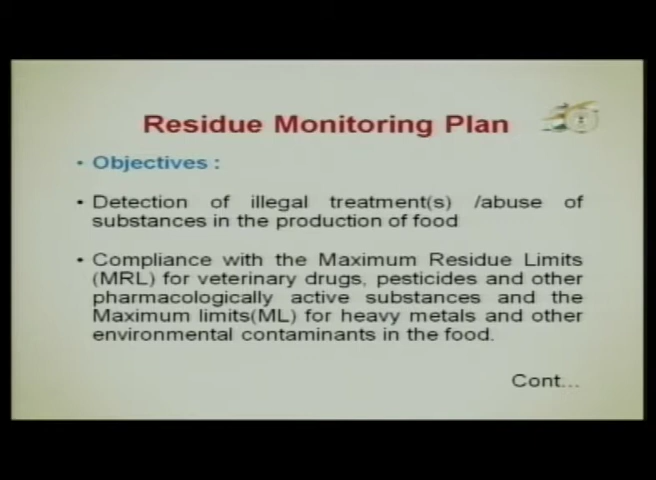 Residue Monitoring Plan
• Objectives :
• Detection of illegal treatment(s) /abuse of
substances in the production of food
• Compliance with the Maximum Residue Limits
(MRL) for veterinary drugs, pesticides and other
pharmacologically active substances and the
Maximum limits(ML) for heavy metals and other
environmental contaminants in the food.
Cont...